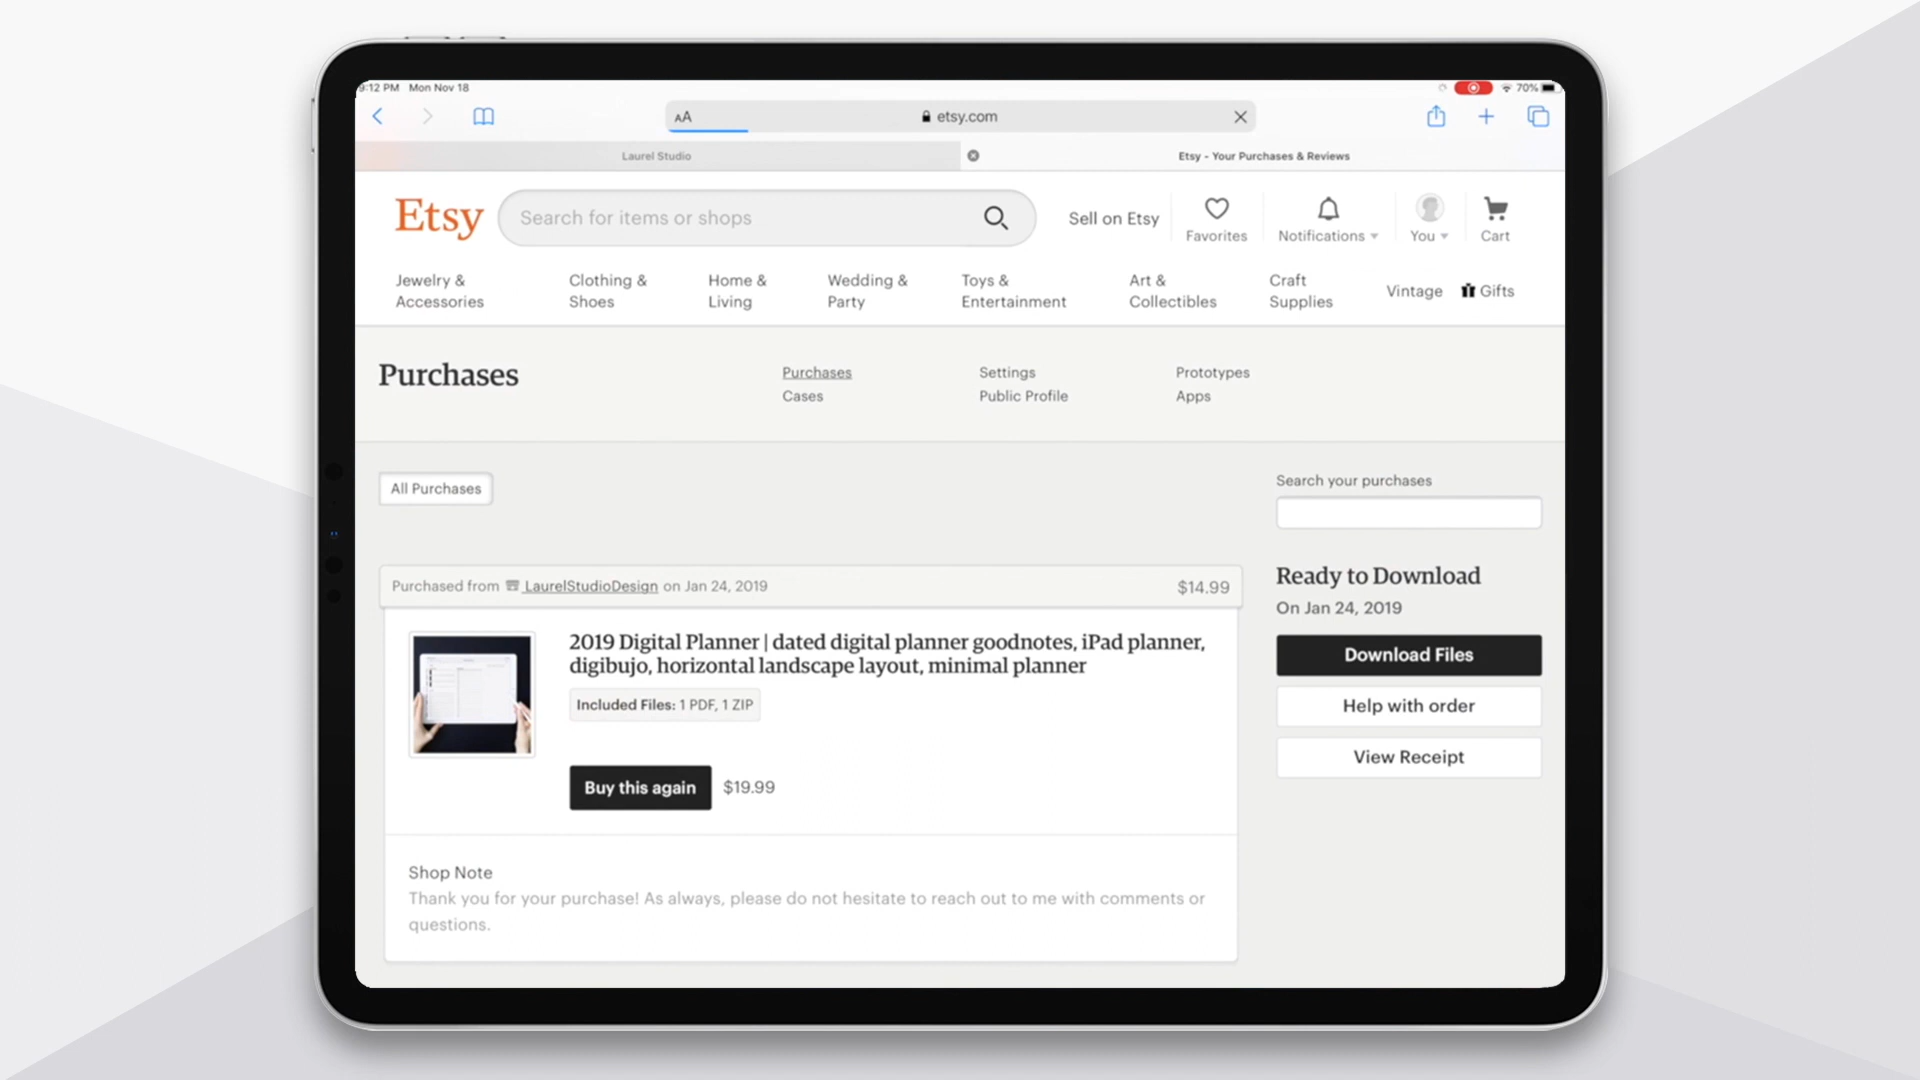 9:12 PM Mon Nov 18
70%
AA
etsy.com
Laurel Studio
Etsy - Your Purchases & Reviews
Etsy
Search for items or shops
Sell on Etsy
Favorites
Notifications
You
Cart
Jewelry &
Accessories
Clothing &
Shoes
Home &
Living
Wedding &
Party
Toys &
Entertainment
Art &
Collectibles
Craft
Supplies
Vintage
Gifts
Purchases
Purchases
Cases
Settings
Public Profile
Prototypes
Apps
All Purchases
Search your purchases
Purchased from LaurelStudioDesign on Jan 24, 2019
$14.99
2019 Digital Planner | dated digital planner goodnotes, iPad planner,
digibujo, horizontal landscape layout, minimal planner
Included Files: 1 PDF, 1 ZIP
Buy this again
$19.99
Shop Note
Thank you for your purchase! As always, please do not hesitate to reach out to me with comments or
questions.
Ready to Download
On Jan 24, 2019
Download Files
Help with order
View Receipt